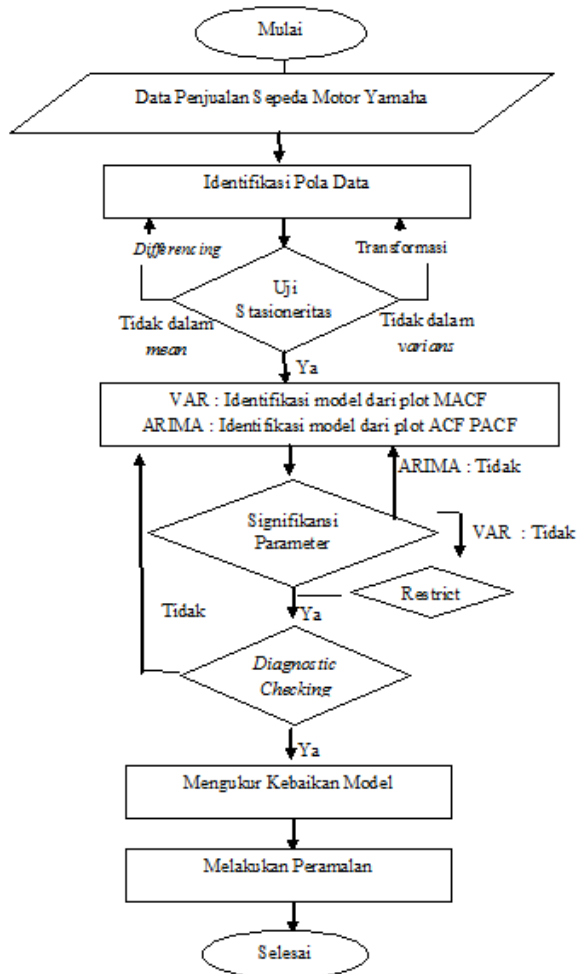 Mulai
Data Penjualan Sepeda Motor Yamaha
Identifikasi Pola Data
Differencing
Transformasi
Uji
Stasioneritas
Tidak dalam
mean
Tidak dalam
varians
Ya
VAR : Identifikasi model dari plot MACF
ARIMA : Identifikasi model dari plot ACF PACF
ARIMA : Tidak
Signifikansi
Parameter
VAR : Tidak
Restrict
Tidak
Ya
Diagnostic
Checking
Ya
Mengukur Kebaikan Model
Melakukan Peramalan
Selesai